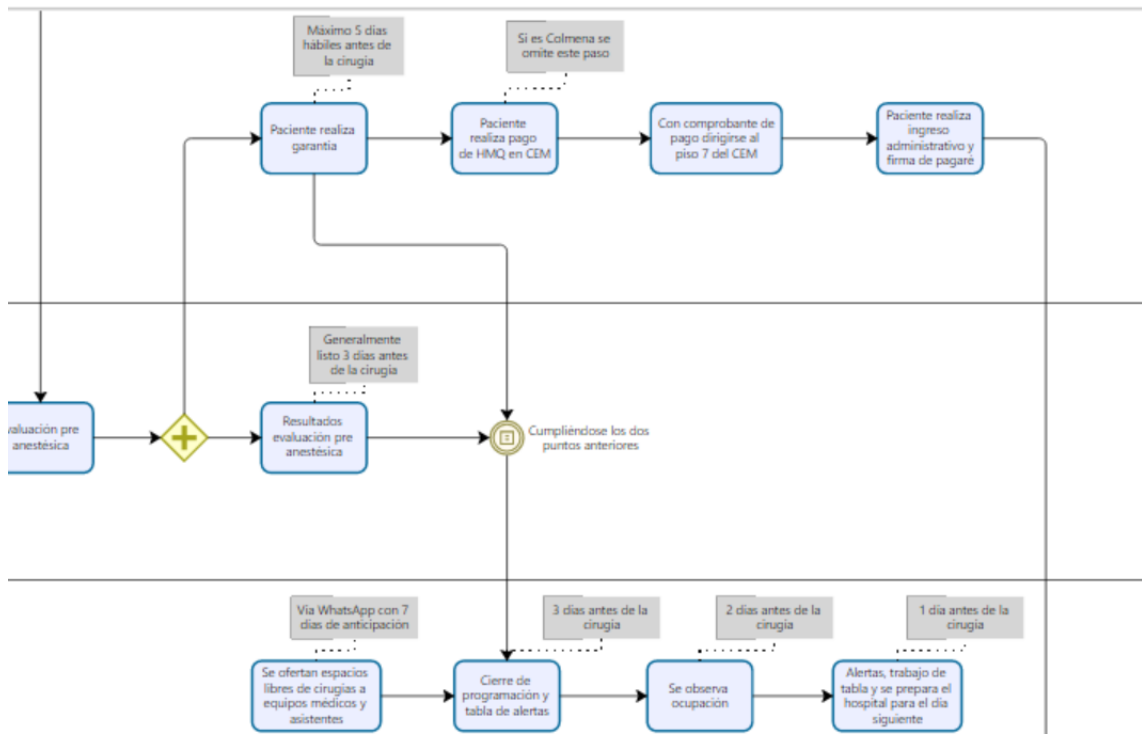 Máximo 5 días
hábiles antes de
la cirugía
Si es Colmena se
omite este paso
Paciente realiza
garantía
Paciente
realiza pago
de HMQ en CEM
Con comprobante de
pago dirigirse al
piso 7 del CEM
Paciente realiza
ingreso
administrativo y
firma de pagaré
Generalmente
listo 3 días antes
de la cirugía
valuación pre
anestésica
Resultados
evaluación pre
anestésica
Cumpliéndose los dos
puntos anteriores
Vía WhatsApp con 7
días de anticipación
3 días antes de la
cirugía
2 días antes de la
cirugía
1 día antes de la
cirugía
Se ofertan espacios
libres de cirugías a
equipos médicos y
asistentes
Cierre de
programación y
tabla de alertas
Se observa
ocupación
Alertas, trabajo de
tabla y se prepara el
hospital para el día
siguiente